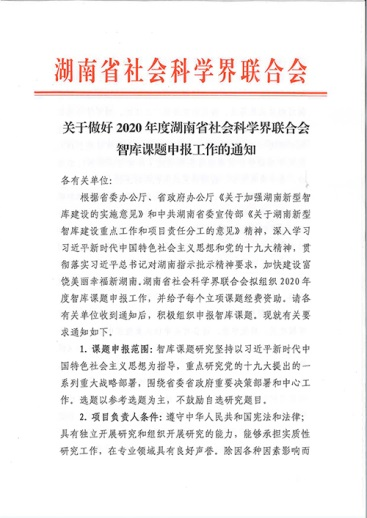 湖南省社会科学界联合会
关于做好 2020 年度湖南省社会科学界联合会
智库课题申报工作的通知
各有关单位：
根据省委办公厅、省政府办公厅《关于加强湖南新型智
库建设的实施意见》和中共湖南省委宣传部《关于湖南新型
智库建设重点工作和项目责任分工的意见》精神，深入学习
习近平新时代中国特色社会主义思想和党的十九大精神，贯
彻落实习近平总书记对湖南指示批示精神要求，加快建设富
饶美丽幸福新湖南。湖南省社会科学界联合会拟组织 2020 年
度智库课题申报工作，并给予每个立项课题经费资助。请各
有关单位收到通知后，积极组织申报智库课题。现就有关要
求通知如下。
1. 课题申报范围：智库课题研究坚持以习近平新时代中
国特色社会主义思想为指导，重点研究党的十九大提出的一
系列重大战略部署，围绕省委省政府重要决策部署和中心工
作。选题以参考选题为主，不鼓励自选研究题目。
2. 项目负责人条件：遵守中华人民共和国宪法和法律；
具有独立开展研究和组织开展研究的能力，能够承担实质性
研究工作，在专业领域具有良好声誉。除因各种因素影响而